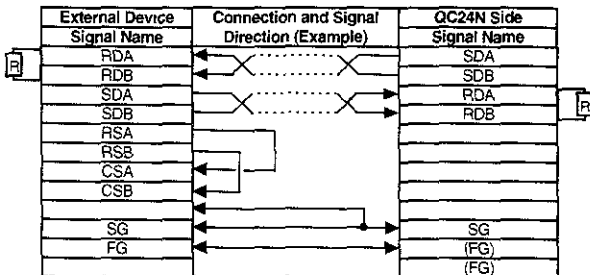 External Device Connection and Signal QC24N Side
Signal Name Direction (Example) Signal Name
RDA SDA
R RDB SDB
SDA RDA
SDB RDB R
RSA
RSB
CSA
CSB
SG SG
FG (FG)
(FG)